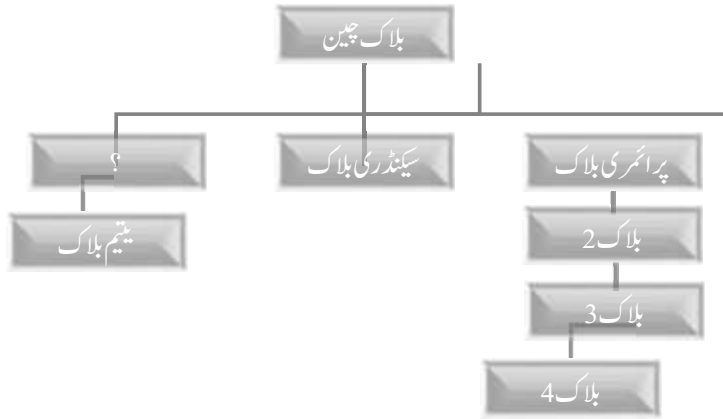 بلاک چین
پرائمری بلاک
سیکنڈری بلاک
؟
بلاک 2
یتیم بلاک
بلاک 3
بلاک 4